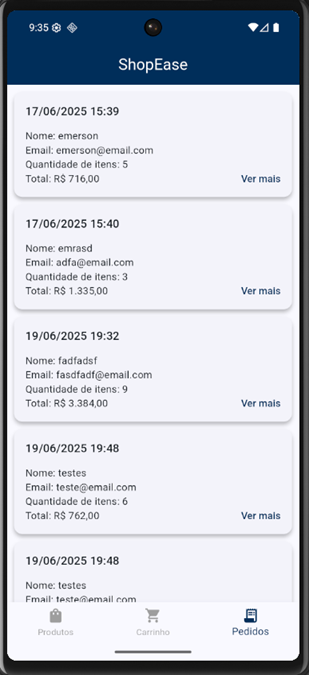 9:35
ShopEase
17/06/2025 15:39
Nome: emerson
Email: emerson@email.com
Quantidade de itens: 5
Total: R$ 716,00
Ver mais
17/06/2025 15:40
Nome: emrasd
Email: adfa@email.com
Quantidade de itens: 3
Total: R$ 1.335,00
Ver mais
19/06/2025 19:32
Nome: fadfadsf
Email: fasdfadf@email.com
Quantidade de itens: 9
Total: R$ 3.384,00
Ver mais
19/06/2025 19:48
Nome: testes
Email: teste@email.com
Quantidade de itens: 6
Total: R$ 762,00
Ver mais
19/06/2025 19:48
Nome: testes
Email: teste@email.com
Produtos
Carrinho
Pedidos